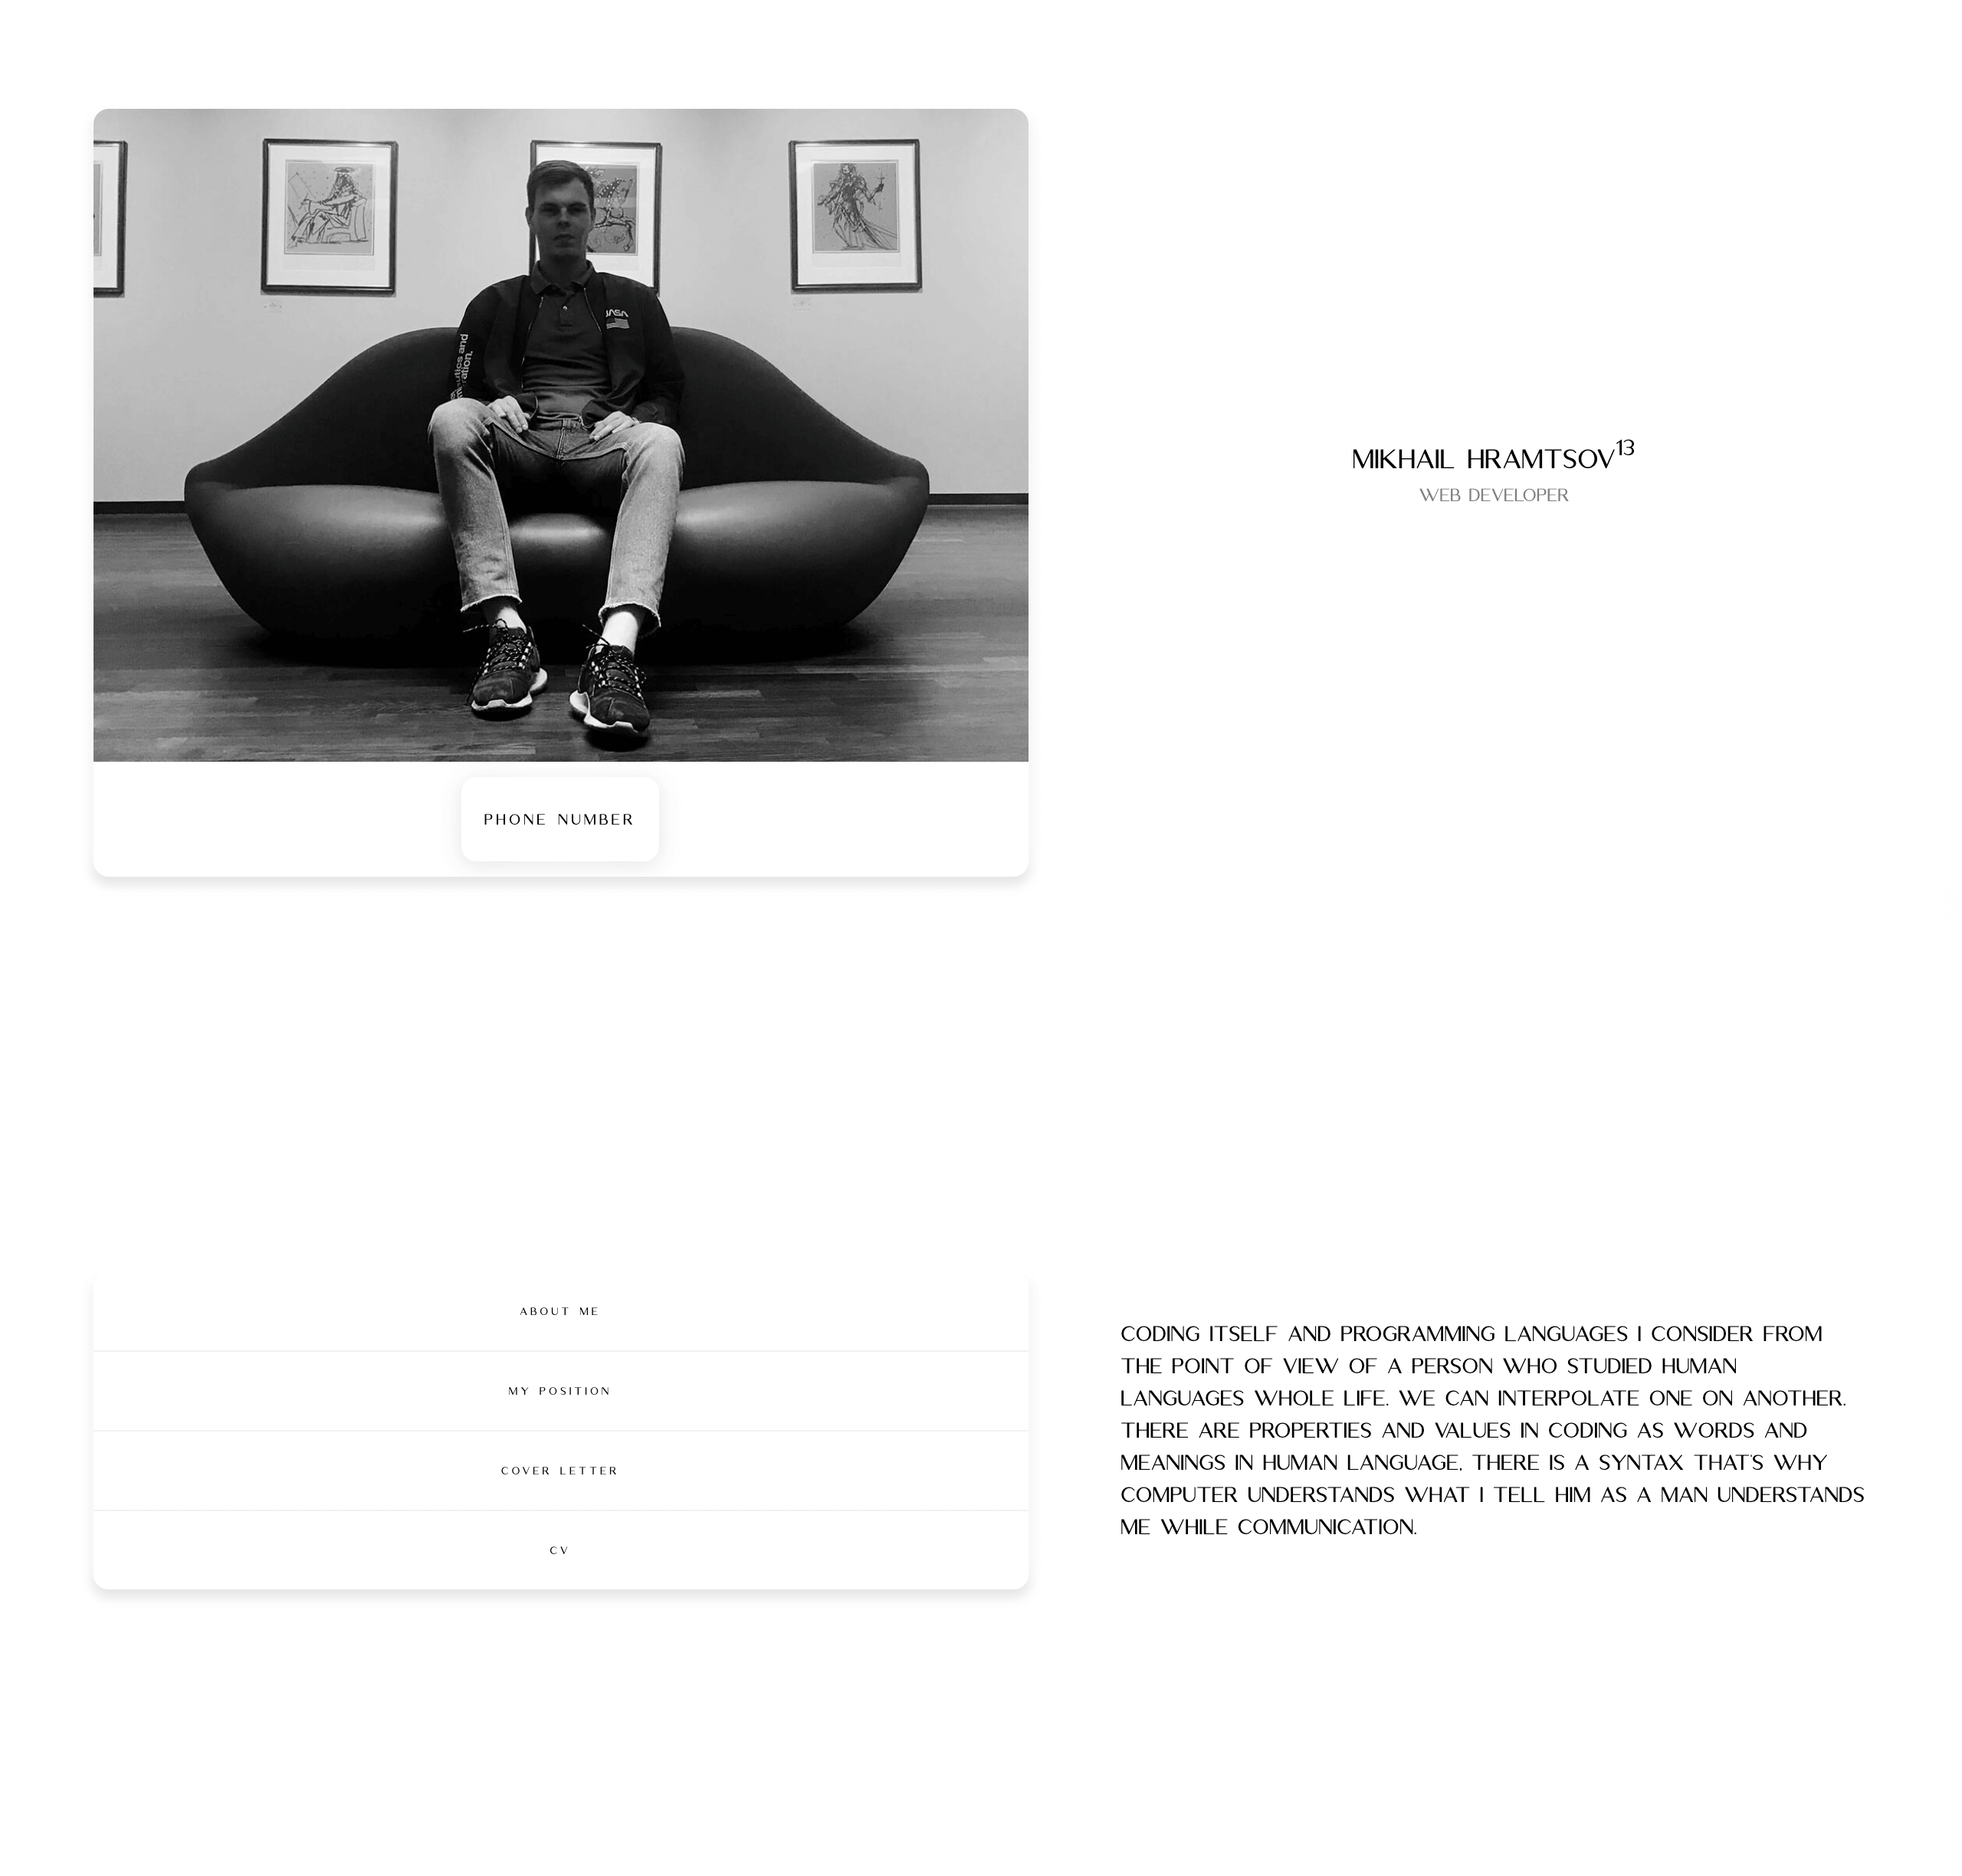 NASA
MIKHAIL HRAMTSOV13
WEB DEVELOPER
PHONE NUMBER
ABOUT ME
MY POSITION
COVER LETTER
CV
CODING ITSELF AND PROGRAMMING LANGUAGES I CONSIDER FROM
THE POINT OF VIEW OF A PERSON WHO STUDIED HUMAN
LANGUAGES WHOLE LIFE. WE CAN INTERPOLATE ONE ON ANOTHER.
THERE ARE PROPERTIES AND VALUES IN CODING AS WORDS AND
MEANINGS IN HUMAN LANGUAGE, THERE IS A SYNTAX THAT'S WHY
COMPUTER UNDERSTANDS WHAT I TELL HIM AS A MAN UNDERSTANDS
ME WHILE COMMUNICATION.